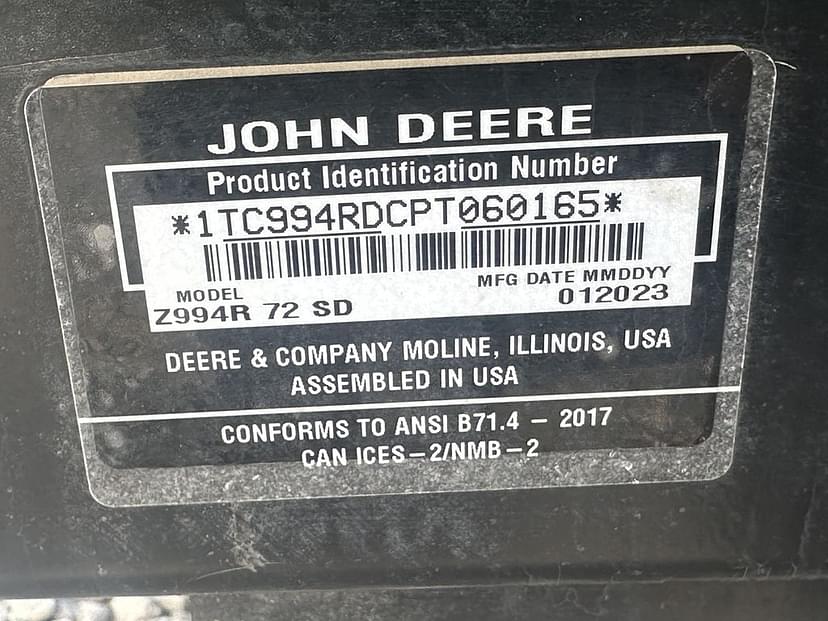 JOHN DEERE
Product Identification Number
*1TC994RDCPT060165*
MODEL
Z994R 72 SD
MFG DATE MMDDYY
012023
DEERE & COMPANY MOLINE, ILLINOIS, USA
ASSEMBLED IN USA
CONFORMS TO ANSI B71.4 – 2017
CAN ICES–2/NMB–2